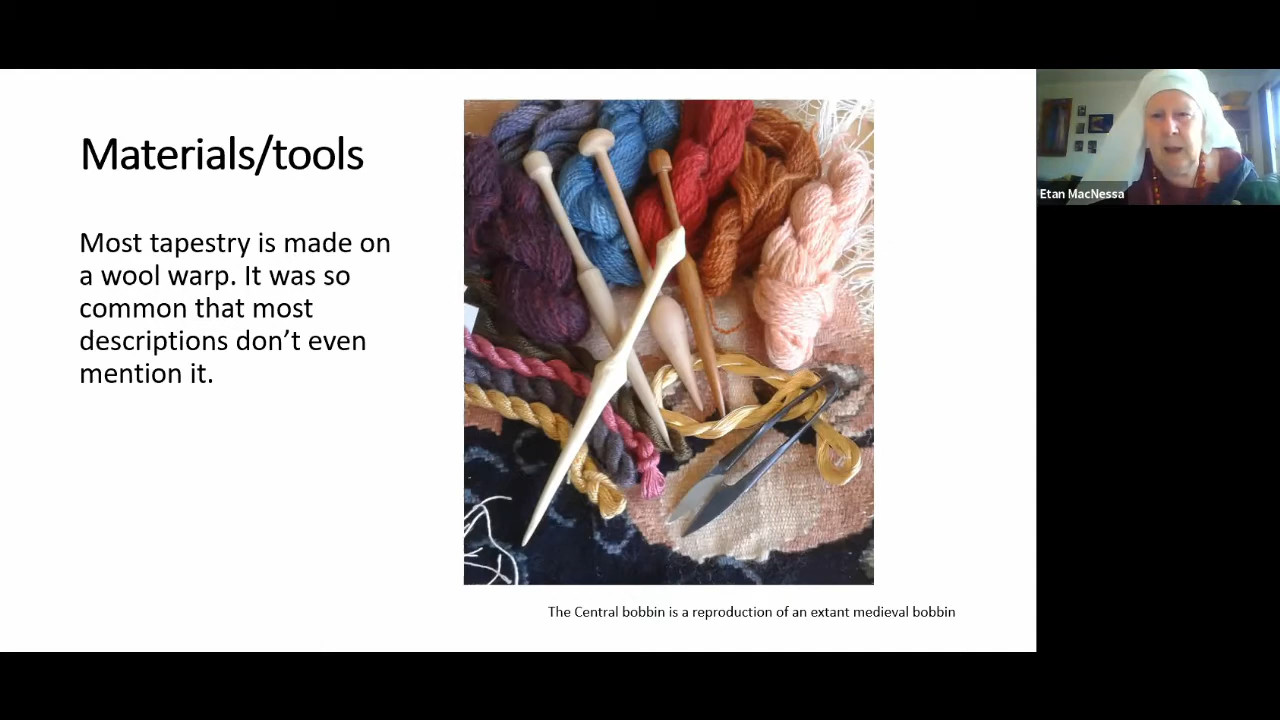 Materials/tools
Most tapestry is made on
a wool warp. It was so
common that most
descriptions don’t even
mention it.
The Central bobbin is a reproduction of an extant medieval bobbin
Etan MacNessa